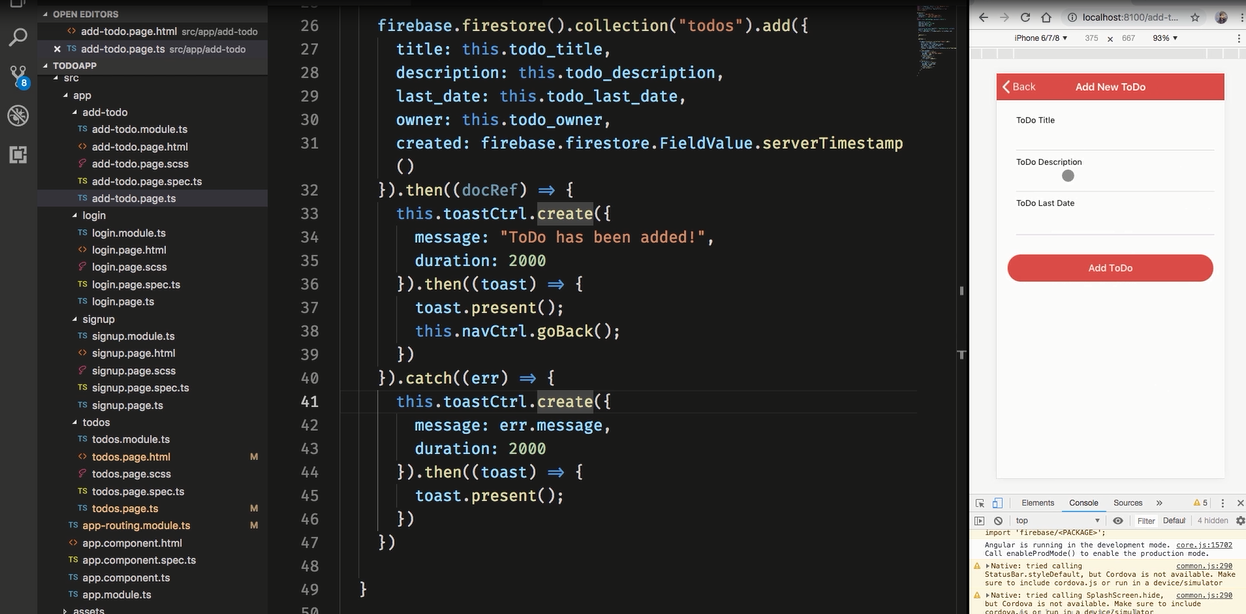 OPEN EDITORS
add-todo.page.html src/app/add-todo
TS add-todo.page.ts src/app/add-todo
TODOAPP
src
app
add-todo
TS add-todo.module.ts
add-todo.page.html
add-todo.page.scss
TS add-todo.page.spec.ts
TS add-todo.page.ts
login
TS login.module.ts
login.page.html
login.page.scss
TS login.page.spec.ts
TS login.page.ts
signup
TS signup.module.ts
signup.page.html
signup.page.scss
TS signup.page.spec.ts
TS signup.page.ts
todos
TS todos.module.ts
todos.page.html M
todos.page.scss
TS todos.page.spec.ts
TS todos.page.ts M
TS app-routing.module.ts M
app.component.html
TS app.component.spec.ts
TS app.component.ts
TS app.module.ts
assets
8
26 firebase.firestore().collection("todos").add({
27 title: this.todo_title,
28 description: this.todo_description,
29 last_date: this.todo_last_date,
30 owner: this.todo_owner,
31 created: firebase.firestore.FieldValue.serverTimestamp
()
32 }).then((docRef) => {
33 this.toastCtrl.create({
34 message: "ToDo has been added!",
35 duration: 2000
36 }).then((toast) => {
37 toast.present();
38 this.navCtrl.goBack();
39 })
40 }).catch((err) => {
41 this.toastCtrl.create({
42 message: err.message,
43 duration: 2000
44 }).then((toast) => {
45 toast.present();
46 })
47 })
48
49 }
50
localhost:8100/add-t...
iPhone 6/7/8 375 × 667 93%
Back Add New ToDo
ToDo Title
ToDo Description
ToDo Last Date
Add ToDo
Elements Console Sources » 5
top Filter Defaul 4 hidden
import 'firebase/<PACKAGE>';
Angular is running in the development mode. core.js:15702
Call enableProdMode() to enable the production mode.
Native: tried calling common.js:290
StatusBar.styleDefault, but Cordova is not available. Make
sure to include cordova.js or run in a device/simulator
Native: tried calling SplashScreen.hide, common.js:290
but Cordova is not available. Make sure to include
cordova.js or run in a device/simulator